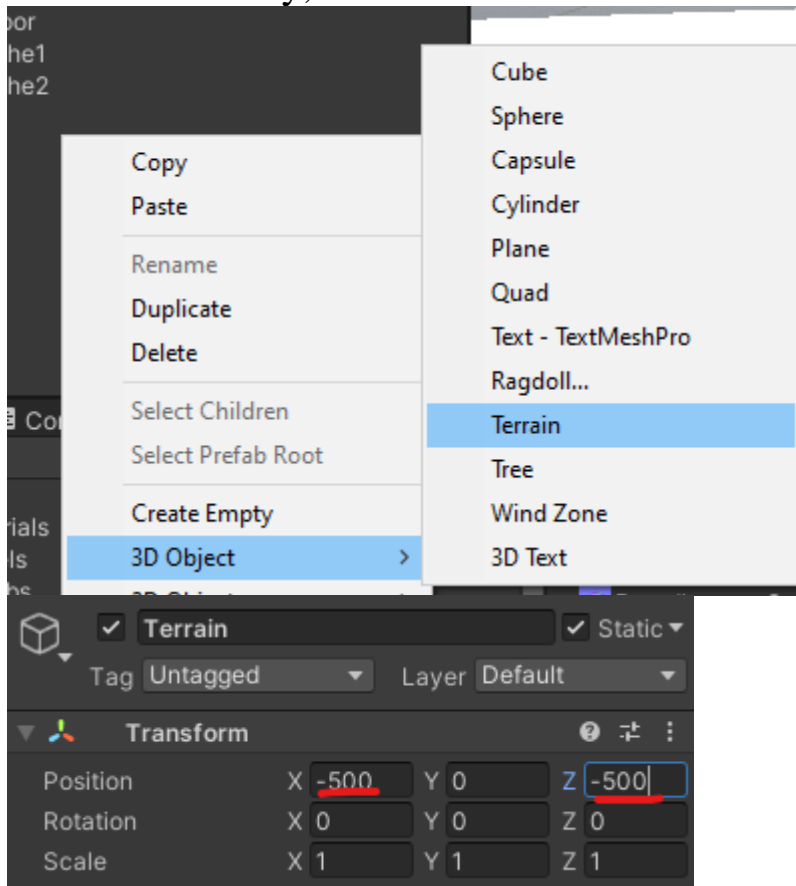 he1
he2
Copy
Paste
Rename
Duplicate
Delete
Select Children
Select Prefab Root
Create Empty
3D Object >
Cube
Sphere
Capsule
Cylinder
Plane
Quad
Text - TextMeshPro
Ragdoll...
Terrain
Tree
Wind Zone
3D Text
Terrain Static
Tag Untagged Layer Default
Transform
Position X -500 Y 0 Z -500
Rotation X 0 Y 0 Z 0
Scale X 1 Y 1 Z 1